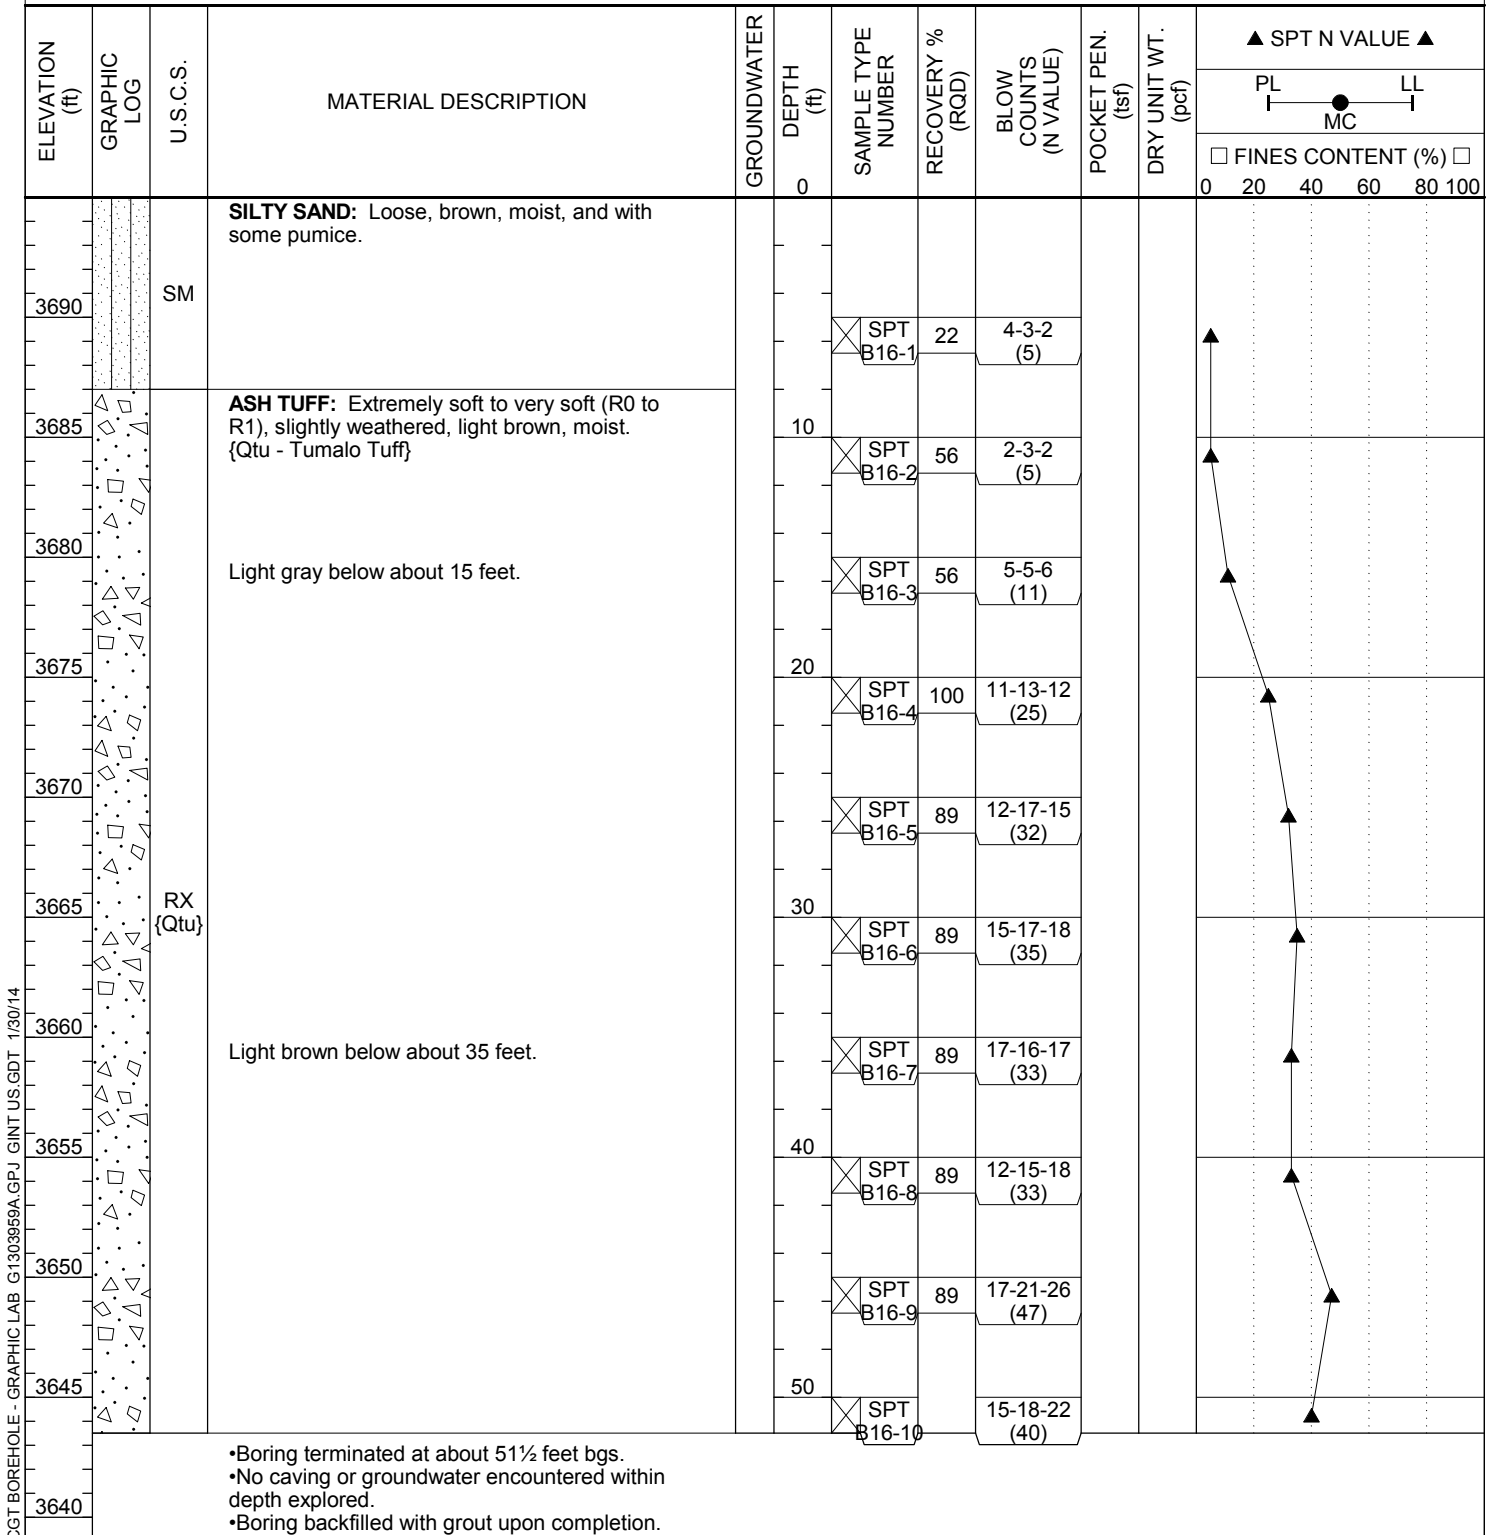 ELEVATION
(ft)
GRAPHIC
LOG
U.S.C.S.
MATERIAL DESCRIPTION
GROUNDWATER
DEPTH
(ft)
0
SAMPLE TYPE
NUMBER
RECOVERY %
(RQD)
BLOW
COUNTS
(N VALUE)
POCKET PEN.
(tsf)
DRY UNIT WT.
(pcf)
▲ SPT N VALUE ▲
PL LL
MC
□ FINES CONTENT (%) □
0 20 40 60 80 100
SILTY SAND: Loose, brown, moist, and with
some pumice.
SM
3690
SPT
B16-1
22
4-3-2
(5)
ASH TUFF: Extremely soft to very soft (R0 to
R1), slightly weathered, light brown, moist.
{Qtu - Tumalo Tuff}
3685
10
SPT
B16-2
56
2-3-2
(5)
3680
Light gray below about 15 feet.
SPT
B16-3
56
5-5-6
(11)
3675
20
SPT
B16-4
100
11-13-12
(25)
3670
SPT
B16-5
89
12-17-15
(32)
3665
RX
{Qtu}
30
SPT
B16-6
89
15-17-18
(35)
3660
Light brown below about 35 feet.
SPT
B16-7
89
17-16-17
(33)
3655
40
SPT
B16-8
89
12-15-18
(33)
3650
SPT
B16-9
89
17-21-26
(47)
3645
50
SPT
B16-10
15-18-22
(40)
•Boring terminated at about 51½ feet bgs.
•No caving or groundwater encountered within
depth explored.
•Boring backfilled with grout upon completion.
3640
CGT BOREHOLE - GRAPHIC LAB G1303959A.GPJ GINT US.GDT 1/30/14